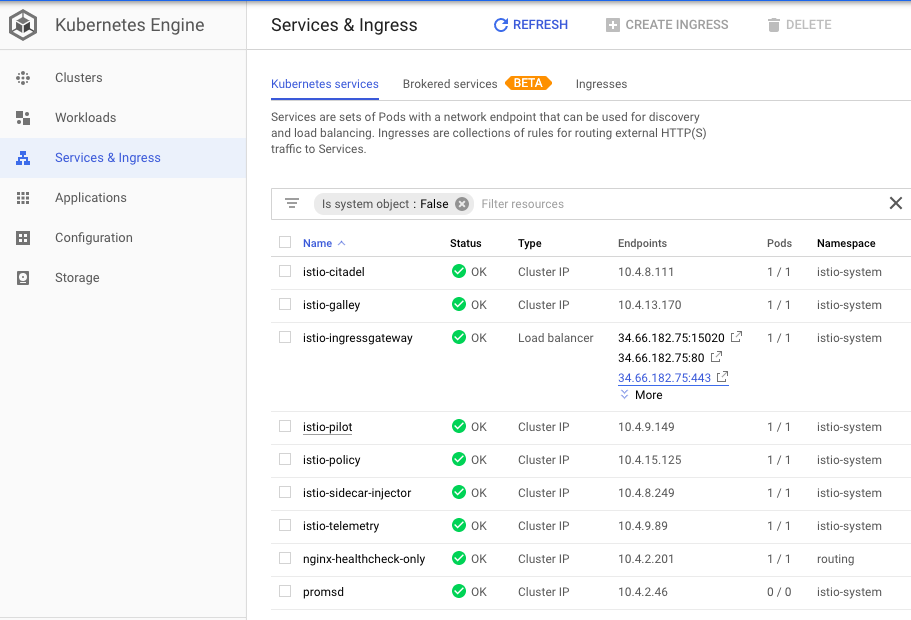 Kubernetes Engine
Services & Ingress
REFRESH
CREATE INGRESS
DELETE
Clusters
Workloads
Services & Ingress
Applications
Configuration
Storage
Kubernetes services
Brokered services BETA
Ingresses
Services are sets of Pods with a network endpoint that can be used for discovery
and load balancing. Ingresses are collections of rules for routing external HTTP(S)
traffic to Services.
Is system object : False Filter resources
Name Status Type Endpoints Pods Namespace
istio-citadel OK Cluster IP 10.4.8.111 1 / 1 istio-system
istio-galley OK Cluster IP 10.4.13.170 1 / 1 istio-system
istio-ingressgateway OK Load balancer 34.66.182.75:15020 1 / 1 istio-system
34.66.182.75:80
34.66.182.75:443
More
istio-pilot OK Cluster IP 10.4.9.149 1 / 1 istio-system
istio-policy OK Cluster IP 10.4.15.125 1 / 1 istio-system
istio-sidecar-injector OK Cluster IP 10.4.8.249 1 / 1 istio-system
istio-telemetry OK Cluster IP 10.4.9.89 1 / 1 istio-system
nginx-healthcheck-only OK Cluster IP 10.4.2.201 1 / 1 routing
promsd OK Cluster IP 10.4.2.46 0 / 0 istio-system